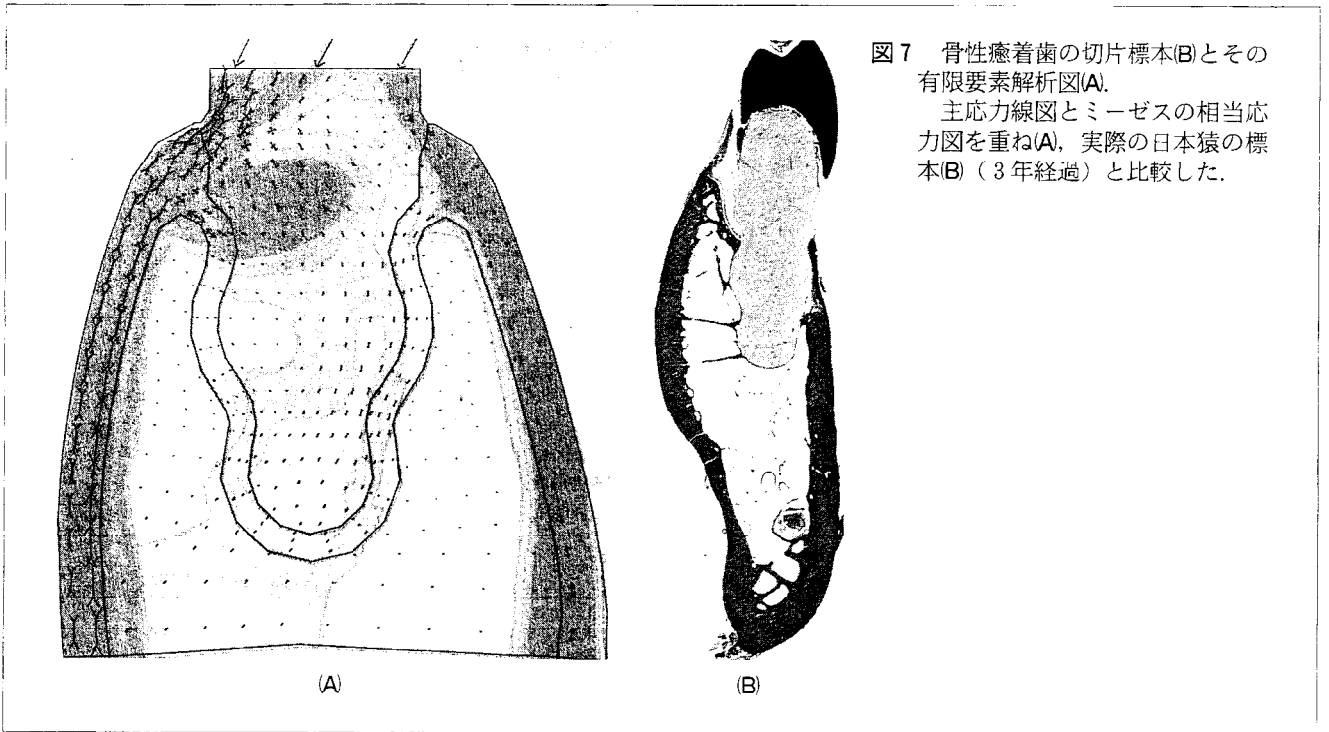 図7 骨性癒着歯の切片標本(B)とその
有限要素解析図(A).
主応力線図とミーゼスの相当応
力図を重ね(A), 実際の日本猿の標
本(B)(3年経過)と比較した.
(A)
(B)